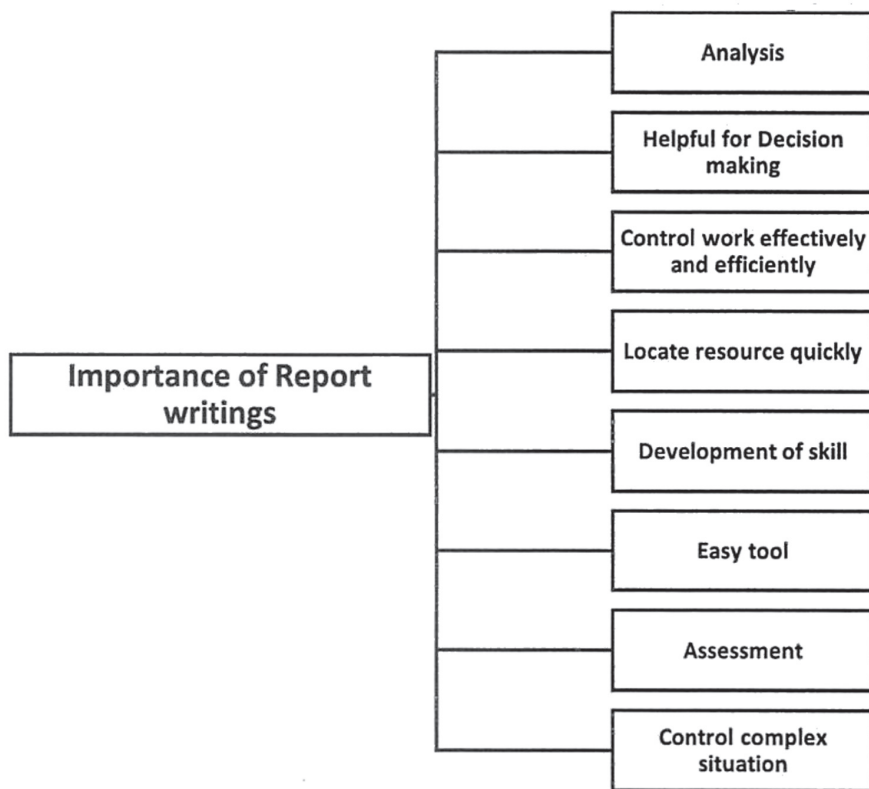 Analysis
Helpful for Decision
making
Control work effectively
and efficiently
Locate resource quickly
Importance of Report
writings
Development of skill
Easy tool
Assessment
Control complex
situation